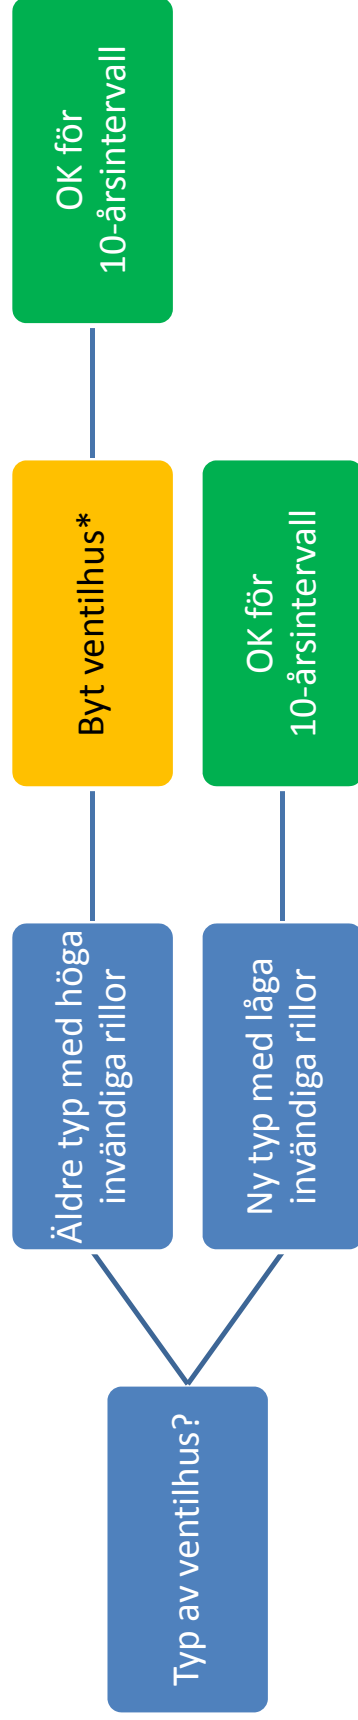 Typ av ventilhus?
Äldre typ med höga
invändiga rillor
Byt ventilhus*
OK för
10-årsintervall
Ny typ med låga
invändiga rillor
OK för
10-årsintervall